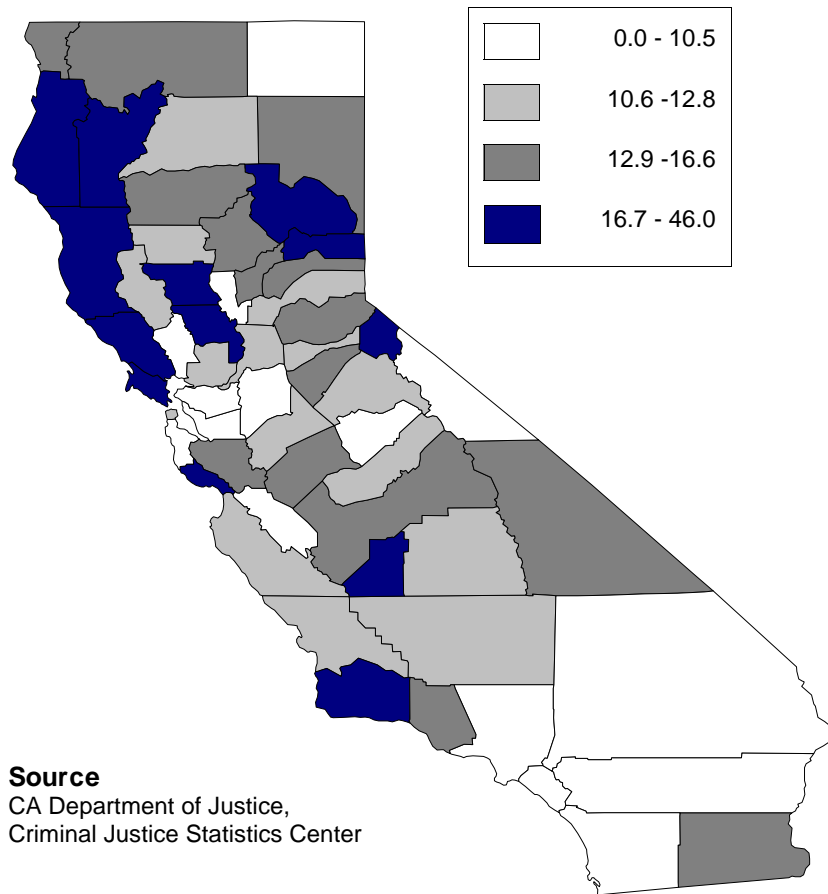 0.0 - 10.5
10.6 -12.8
12.9 -16.6
16.7 - 46.0
Source
CA Department of Justice,
Criminal Justice Statistics Center